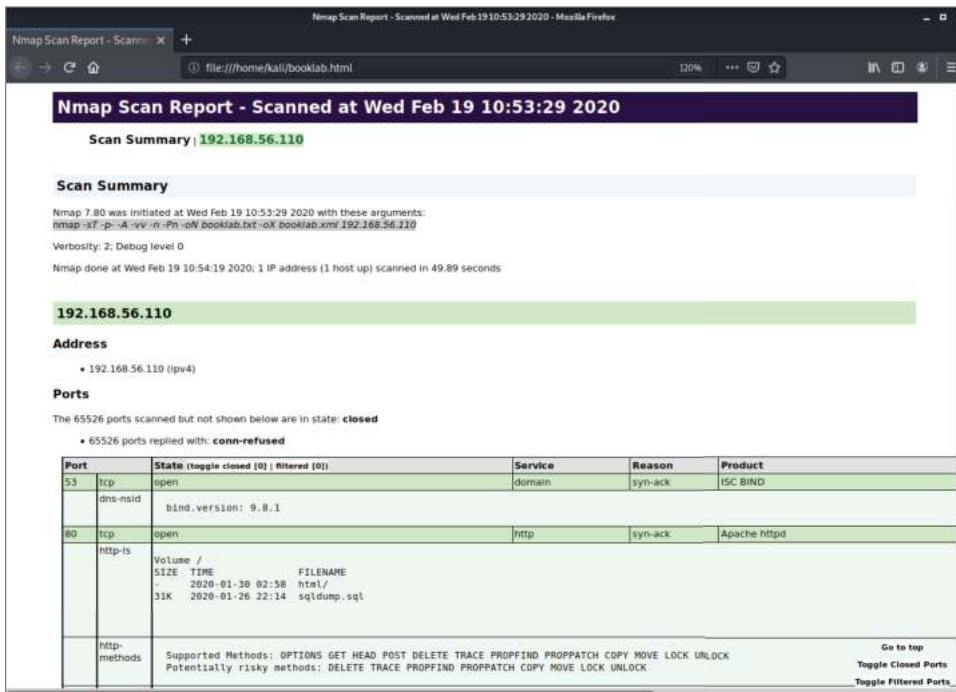 Nmap Scan Report - Scanned at Wed Feb 19 10:53:29 2020 - Mozilla Firefox
Nmap Scan Report - Scanne × +
file:///home/kali/booklab.html 120%
Nmap Scan Report - Scanned at Wed Feb 19 10:53:29 2020
Scan Summary | 192.168.56.110
Scan Summary
Nmap 7.80 was initiated at Wed Feb 19 10:53:29 2020 with these arguments:
nmap -sT -p- -A -vv -n -Pn -oN booklab.txt -oX booklab.xml 192.168.56.110
Verbosity: 2; Debug level 0
Nmap done at Wed Feb 19 10:54:19 2020; 1 IP address (1 host up) scanned in 49.89 seconds
192.168.56.110
Address
• 192.168.56.110 (ipv4)
Ports
The 65526 ports scanned but not shown below are in state: closed
• 65526 ports replied with: conn-refused
Port State (toggle closed [0] | filtered [0]) Service Reason Product
53 tcp open domain syn-ack ISC BIND
dns-nsid bind.version: 9.8.1
80 tcp open http syn-ack Apache httpd
http-ls
Volume /
SIZE TIME FILENAME
- 2020-01-30 02:58 html/
31K 2020-01-26 22:14 sqldump.sql
http-methods
Supported Methods: OPTIONS GET HEAD POST DELETE TRACE PROPFIND PROPPATCH COPY MOVE LOCK UNLOCK
Potentially risky methods: DELETE TRACE PROPFIND PROPPATCH COPY MOVE LOCK UNLOCK
Go to top
Toggle Closed Ports
Toggle Filtered Ports